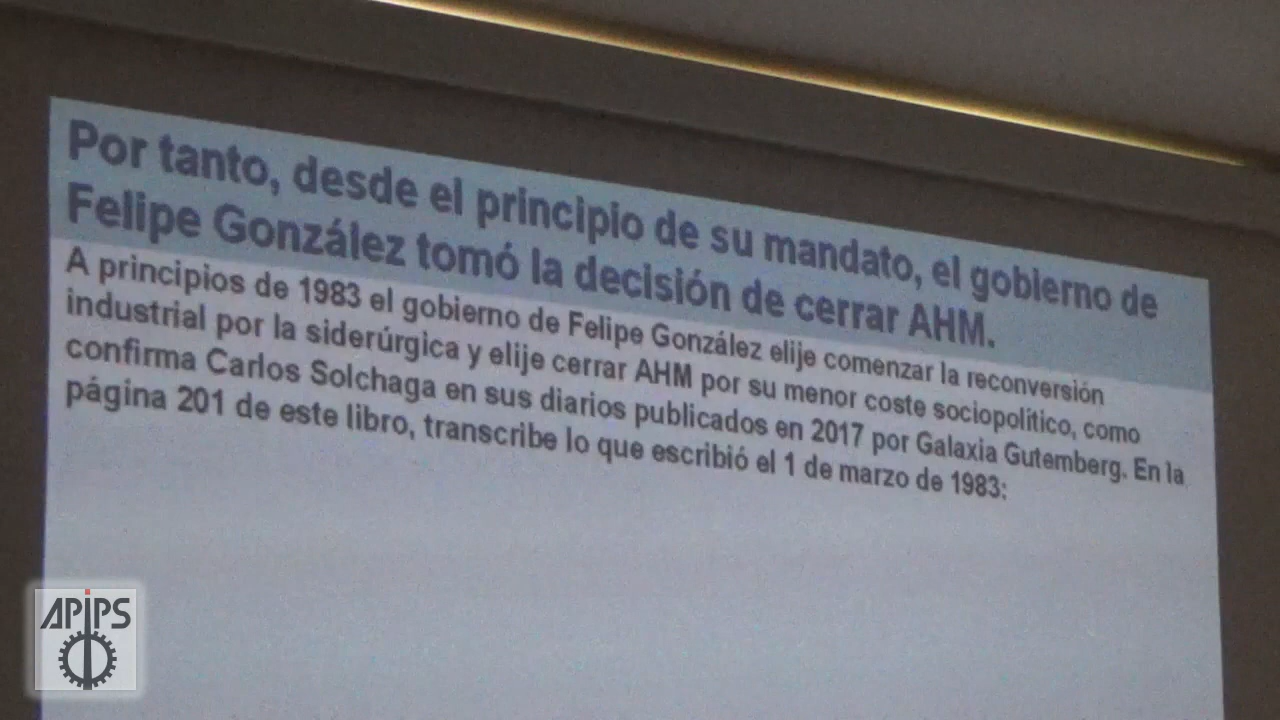 Por tanto, desde el principio de su mandato, el gobierno de
Felipe González tomó la decisión de cerrar AHM.
A principios de 1983 el gobierno de Felipe González elije comenzar la reconversión
industrial por la siderúrgica y elije cerrar AHM por su menor coste sociopolítico, como
confirma Carlos Solchaga en sus diarios publicados en 2017 por Galaxia Gutemberg. En la
página 201 de este libro, transcribe lo que escribió el 1 de marzo de 1983:
APIPS